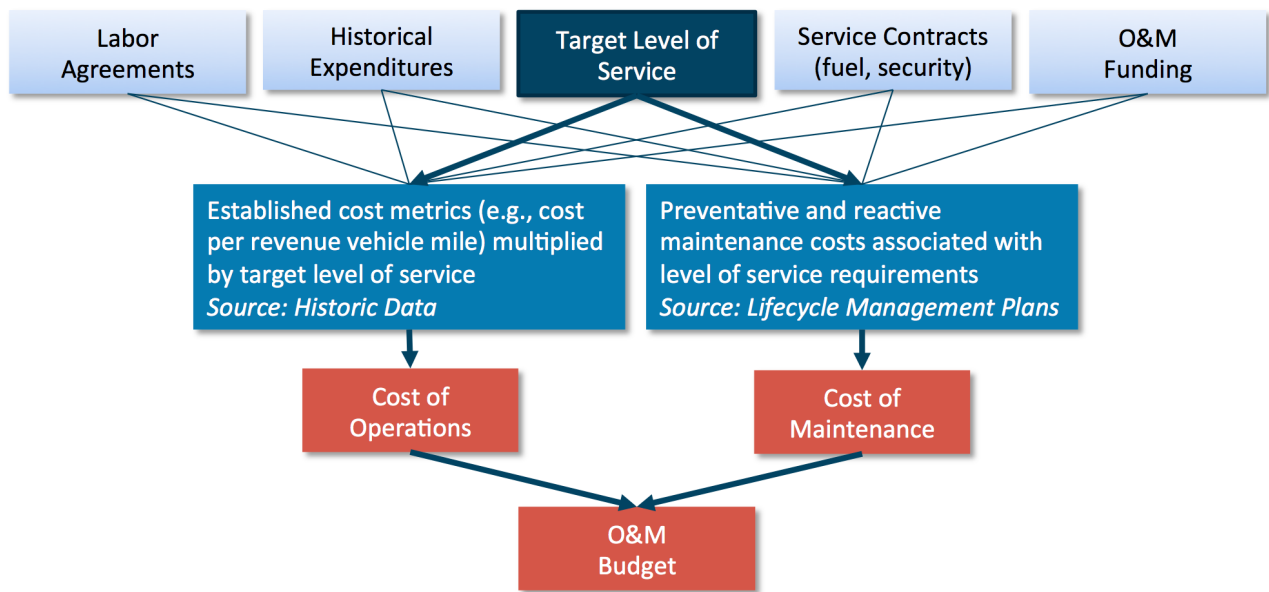 Labor
Agreements
Historical
Expenditures
Target Level of
Service
Service Contracts
(fuel, security)
O&M
Funding
Established cost metrics (e.g., cost
per revenue vehicle mile) multiplied
by target level of service
Source: Historic Data
Preventative and reactive
maintenance costs associated with
level of service requirements
Source: Lifecycle Management Plans
Cost of
Operations
Cost of
Maintenance
O&M
Budget